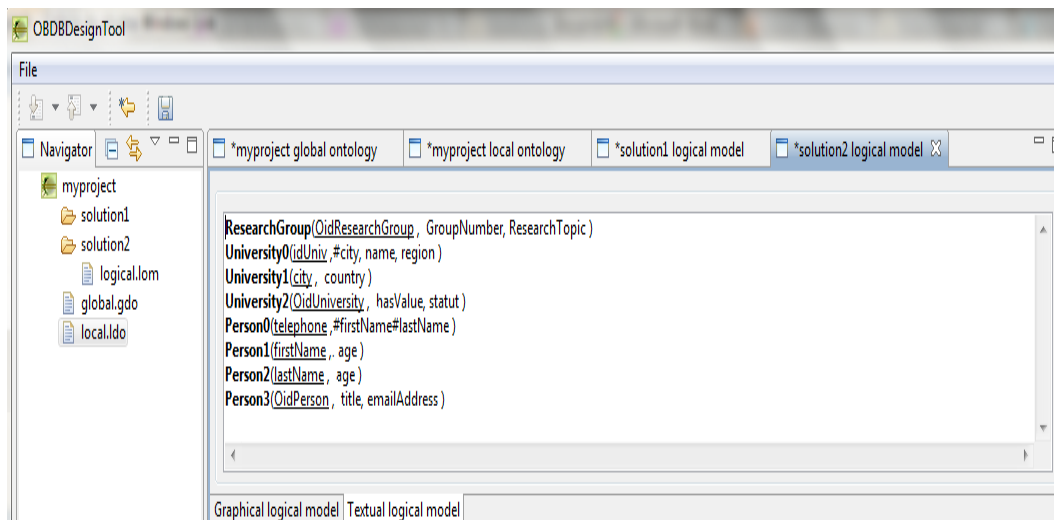 OBDBDesignTool
File
Navigator
*myproject global ontology
*myproject local ontology
*solution1 logical model
*solution2 logical model
myproject
solution1
solution2
logical.lom
global.gdo
local.ldo
ResearchGroup(OidResearchGroup , GroupNumber, ResearchTopic )
University0(idUniv ,#city, name, region )
University1(city , country )
University2(OidUniversity , hasValue, statut )
Person0(telephone ,#firstName#lastName )
Person1(firstName ,. age )
Person2(lastName , age )
Person3(OidPerson , title, emailAddress )
Graphical logical model Textual logical model